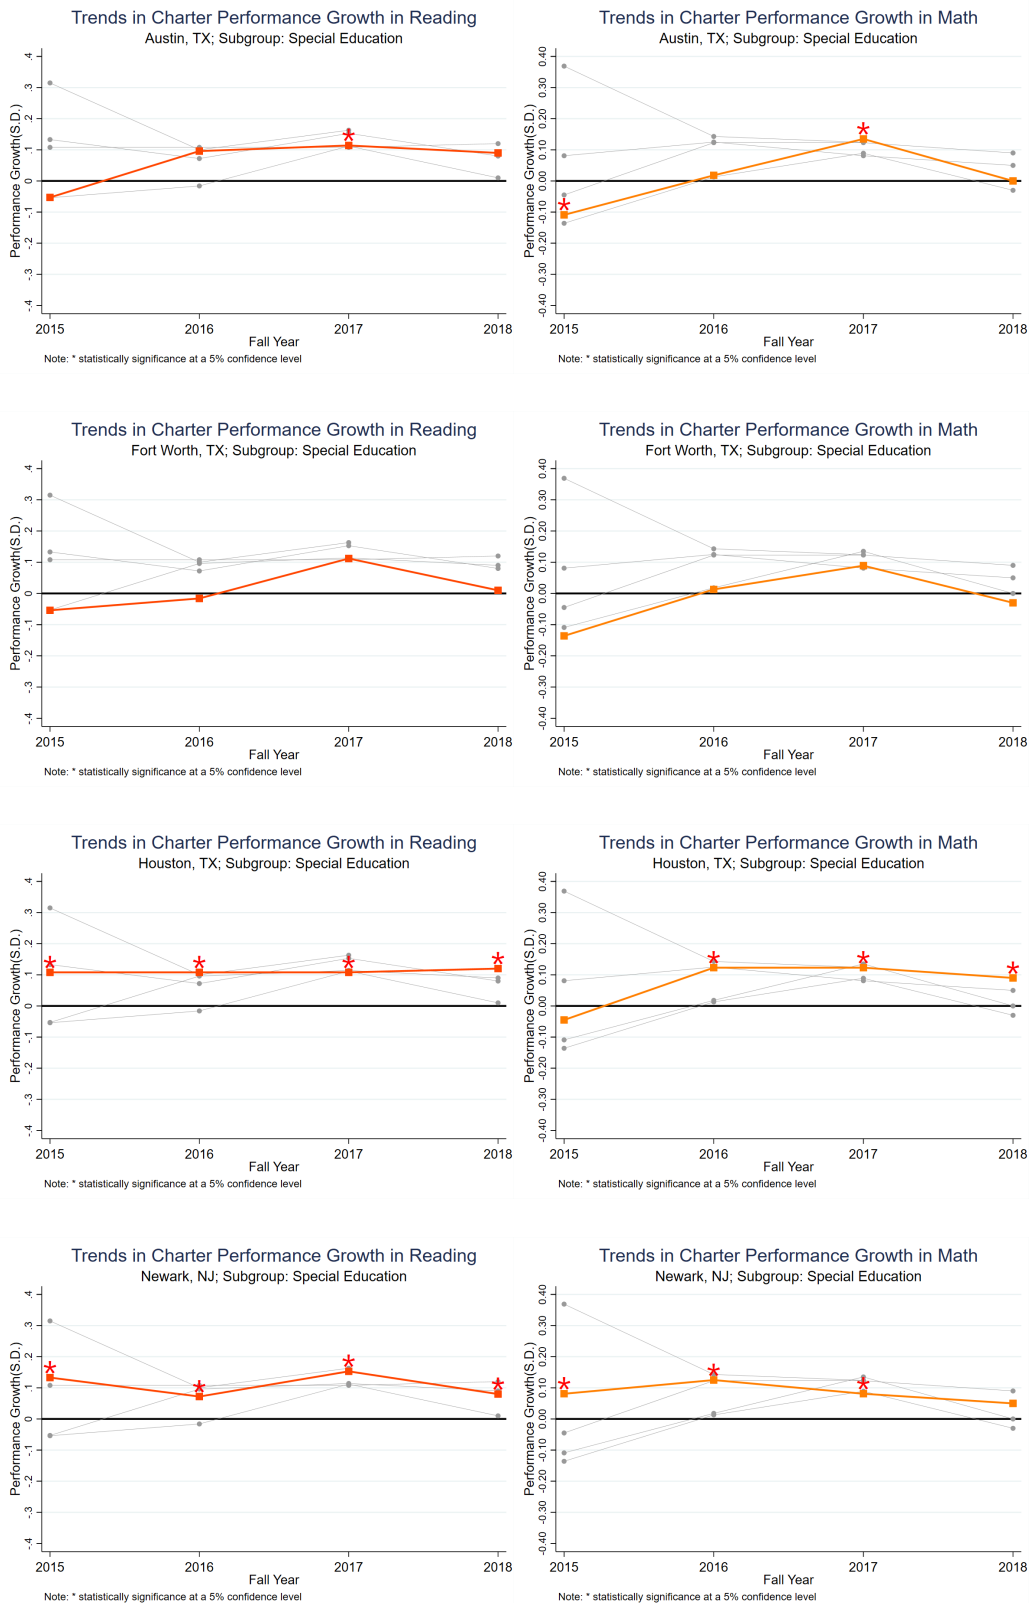 Trends in Charter Performance Growth in Reading
Austin, TX; Subgroup: Special Education
Performance Growth(S.D.)
.4
.3
.2
.1
0
-.1
-.2
-.3
-.4
2015 2016 2017 2018
Fall Year
Note: * statistically significance at a 5% confidence level
Trends in Charter Performance Growth in Math
Austin, TX; Subgroup: Special Education
Performance Growth(S.D.)
0.40
0.30
0.20
0.10
0.00
-0.10
-0.20
-0.30
-0.40
2015 2016 2017 2018
Fall Year
Note: * statistically significance at a 5% confidence level
Trends in Charter Performance Growth in Reading
Fort Worth, TX; Subgroup: Special Education
Performance Growth(S.D.)
.4
.3
.2
.1
0
-.1
-.2
-.3
-.4
2015 2016 2017 2018
Fall Year
Note: * statistically significance at a 5% confidence level
Trends in Charter Performance Growth in Math
Fort Worth, TX; Subgroup: Special Education
Performance Growth(S.D.)
0.40
0.30
0.20
0.10
0.00
-0.10
-0.20
-0.30
-0.40
2015 2016 2017 2018
Fall Year
Note: * statistically significance at a 5% confidence level
Trends in Charter Performance Growth in Reading
Houston, TX; Subgroup: Special Education
Performance Growth(S.D.)
.4
.3
.2
.1
0
-.1
-.2
-.3
-.4
2015 2016 2017 2018
Fall Year
Note: * statistically significance at a 5% confidence level
Trends in Charter Performance Growth in Math
Houston, TX; Subgroup: Special Education
Performance Growth(S.D.)
0.40
0.30
0.20
0.10
0.00
-0.10
-0.20
-0.30
-0.40
2015 2016 2017 2018
Fall Year
Note: * statistically significance at a 5% confidence level
Trends in Charter Performance Growth in Reading
Newark, NJ; Subgroup: Special Education
Performance Growth(S.D.)
.4
.3
.2
.1
0
-.1
-.2
-.3
-.4
2015 2016 2017 2018
Fall Year
Note: * statistically significance at a 5% confidence level
Trends in Charter Performance Growth in Math
Newark, NJ; Subgroup: Special Education
Performance Growth(S.D.)
0.40
0.30
0.20
0.10
0.00
-0.10
-0.20
-0.30
-0.40
2015 2016 2017 2018
Fall Year
Note: * statistically significance at a 5% confidence level